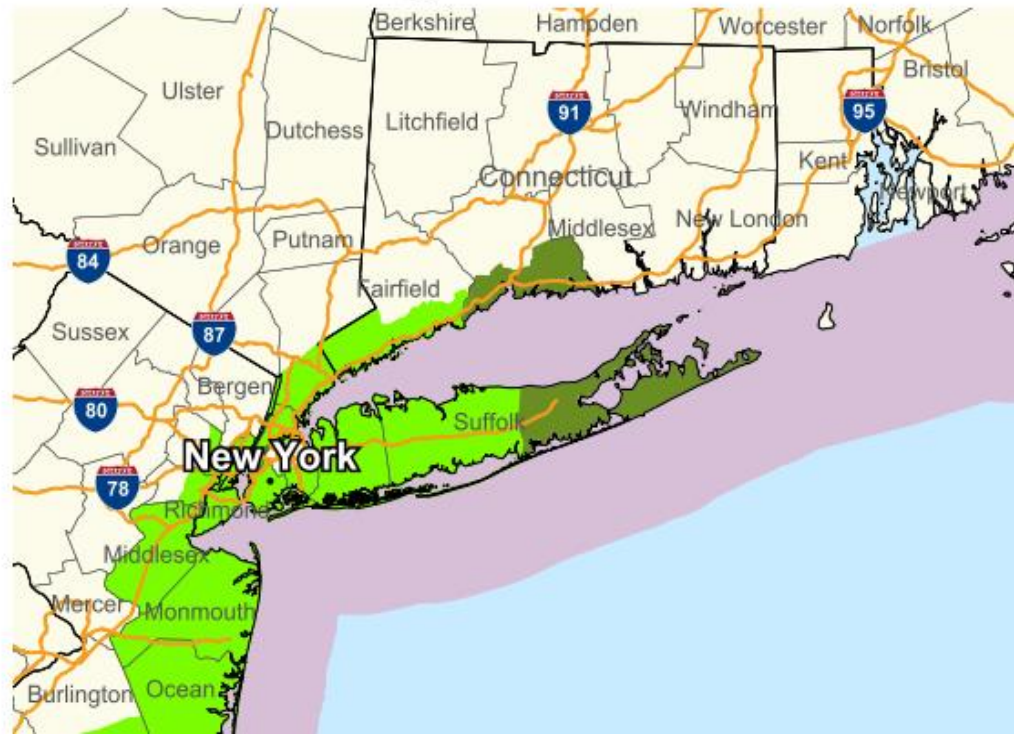 Berkshire
Hampden
Worcester
Norfolk
Bristol
Ulster
Dutchess
Litchfield
91
Windham
95
Sullivan
Kent
Connecticut
Newport
Middlesex
New London
Orange
Putnam
84
Fairfield
Sussex
87
Bergen
80
Suffolk
New York
78
Richmond
Middlesex
Mercer
Monmouth
Burlington
Ocean